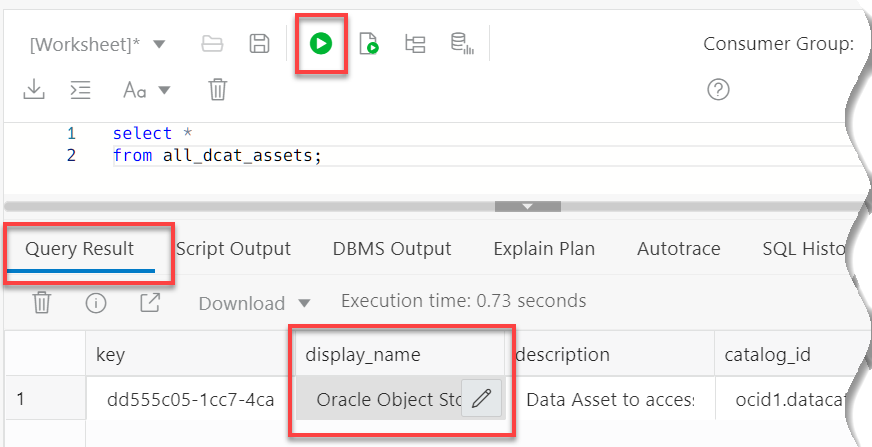 [Worksheet]* Consumer Group:
Aa
1 select *
2 from all_dcat_assets;
Query Result Script Output DBMS Output Explain Plan Autotrace SQL Histo
Download Execution time: 0.73 seconds
key display_name description catalog_id
1 dd555c05-1cc7-4ca Oracle Object Sto Data Asset to access ocid1.datacat